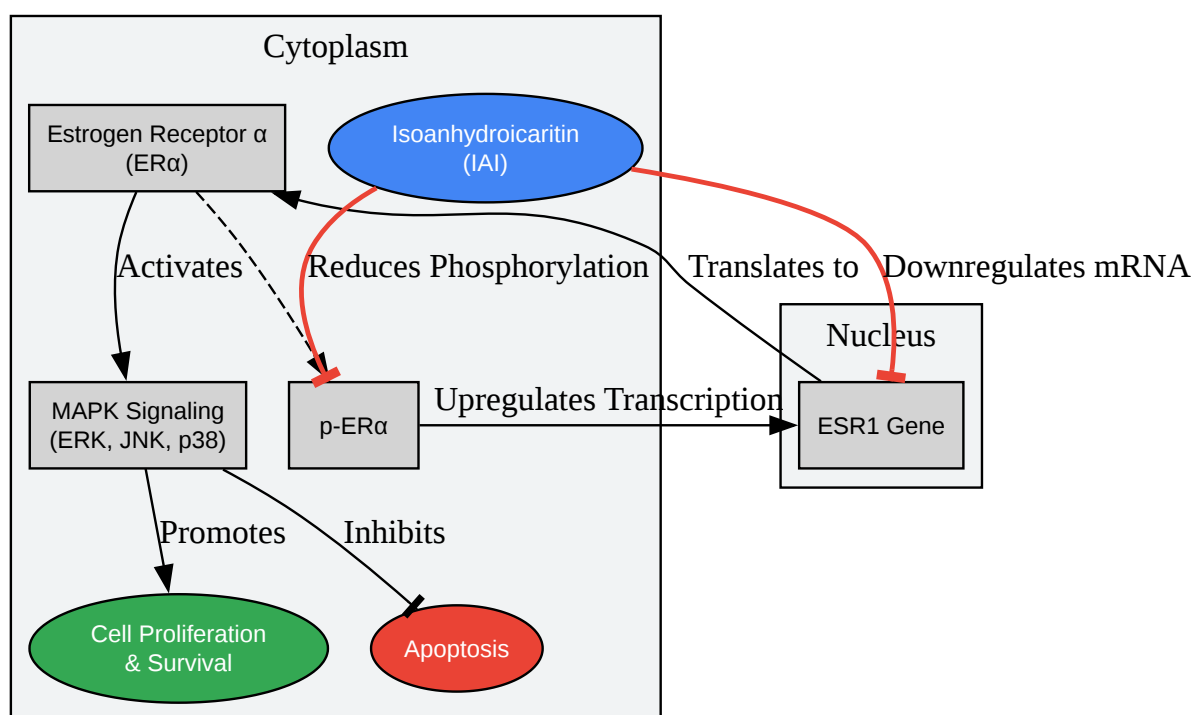 Cytoplasm
Estrogen Receptor α
(ERα)
Isoanhydroicaritin
(IAI)
Activates
Reduces Phosphorylation
Translates to
Downregulates mRNA
Nucleus
MAPK Signaling
(ERK, JNK, p38)
p-ERα
Upregulates Transcription
ESR1 Gene
Promotes
Inhibits
Cell Proliferation
& Survival
Apoptosis